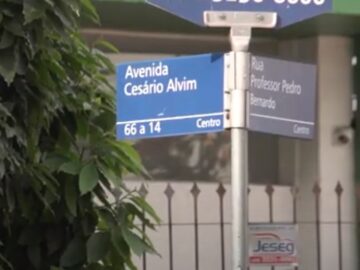 Avenida
Cesário Alvim
66 a 14 Centro
Rua
Professor Pedro
Bernardo
Centro
Jeseg